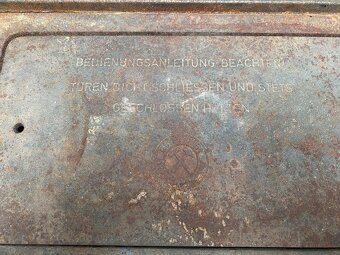 BEDIENUNGSANLEITUNG BEACHTEN!
TÜREN DICHT SCHLIESSEN UND STETS
GESCHLOSSEN HALTEN